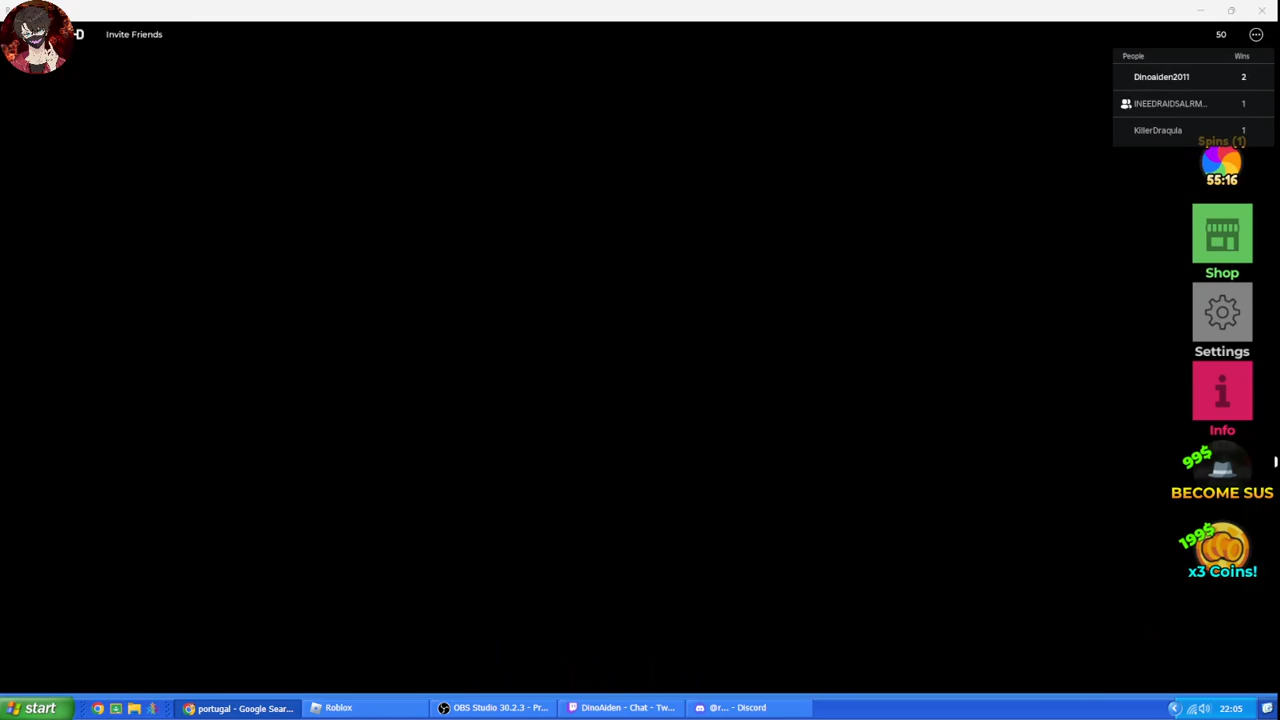 Invite Friends
50
People Wins
Dinoaiden2011 2
INEEDRAIDSALRM... 1
KillerDraqula 1
Spins (1)
55:16
Shop
Settings
Info
99$
BECOME SUS
199$
x3 Coins!
start
portugal - Google Sear...
Roblox
OBS Studio 30.2.3 - Pr...
DinoAiden - Chat - Tw...
@r... - Discord
22:05